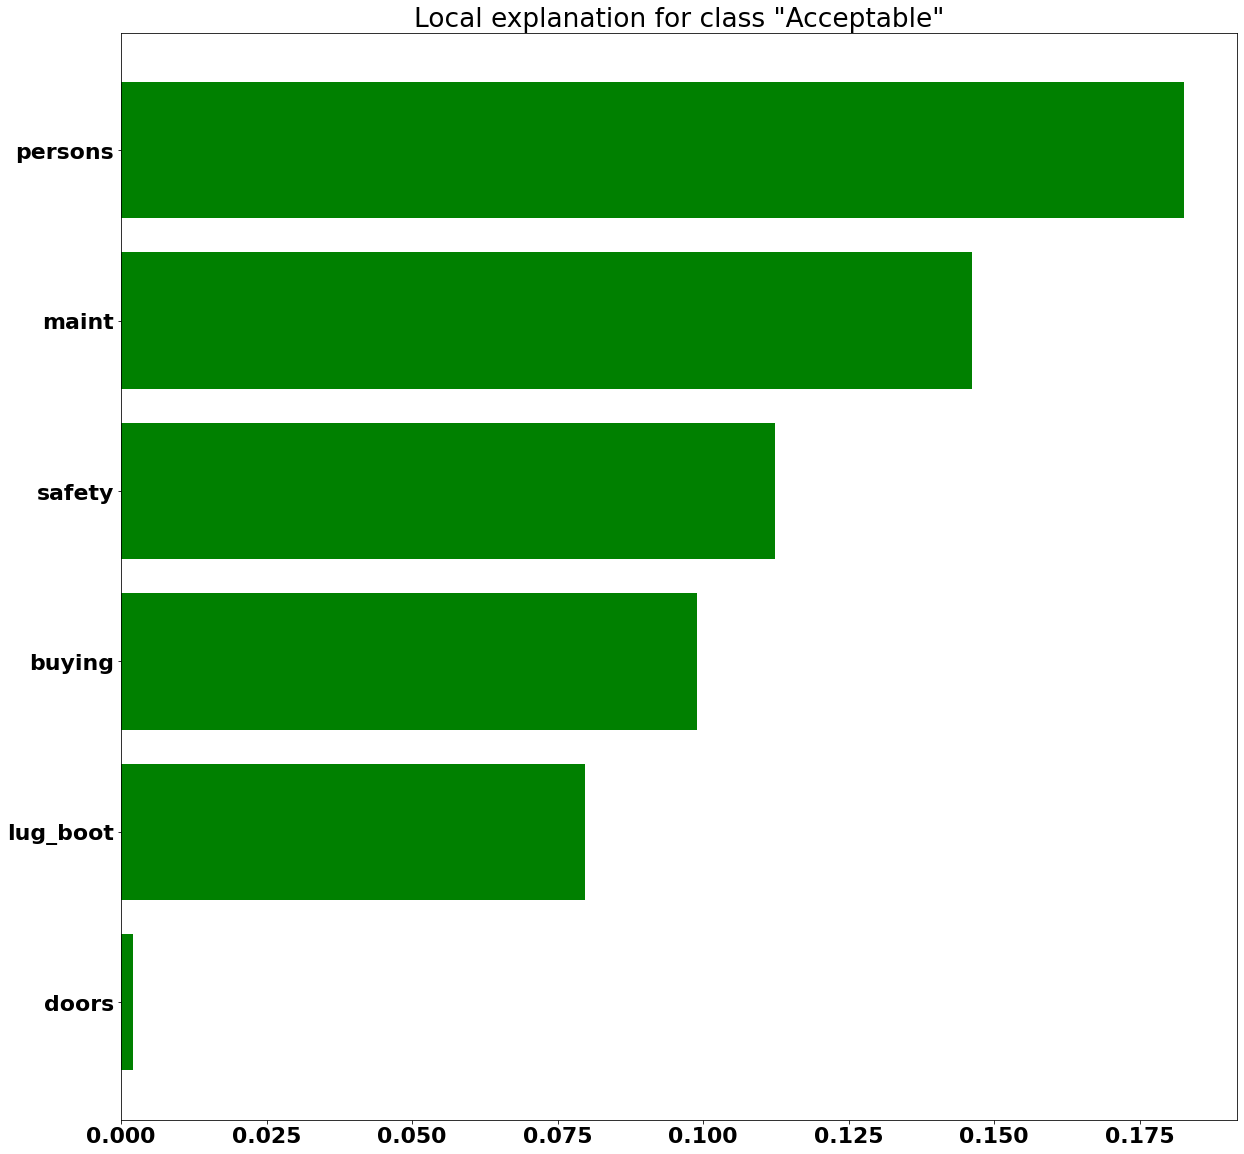 Local explanation for class "Acceptable"
persons
maint
safety
buying
lug_boot
doors
0.000 0.025 0.050 0.075 0.100 0.125 0.150 0.175